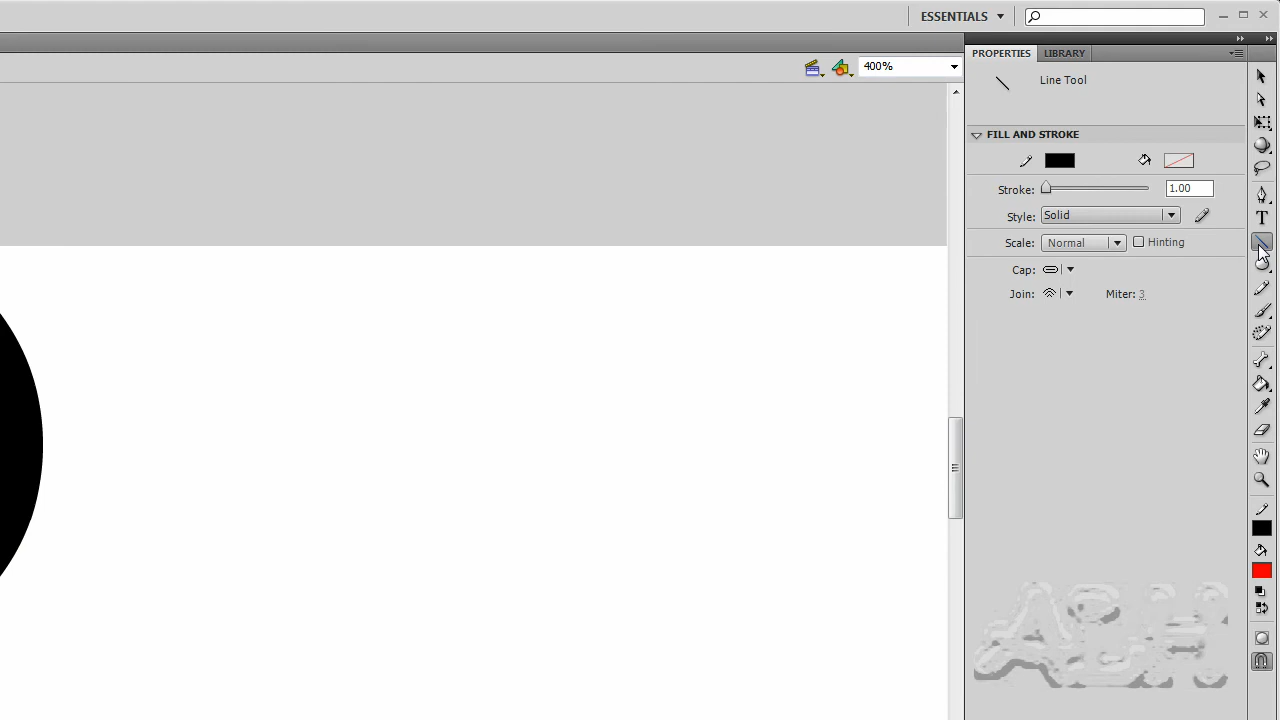 ESSENTIALS
400%
PROPERTIES LIBRARY
Line Tool
FILL AND STROKE
Stroke: 1.00
Style: Solid
Scale: Normal Hinting
Cap:
Join: Miter: 3
T